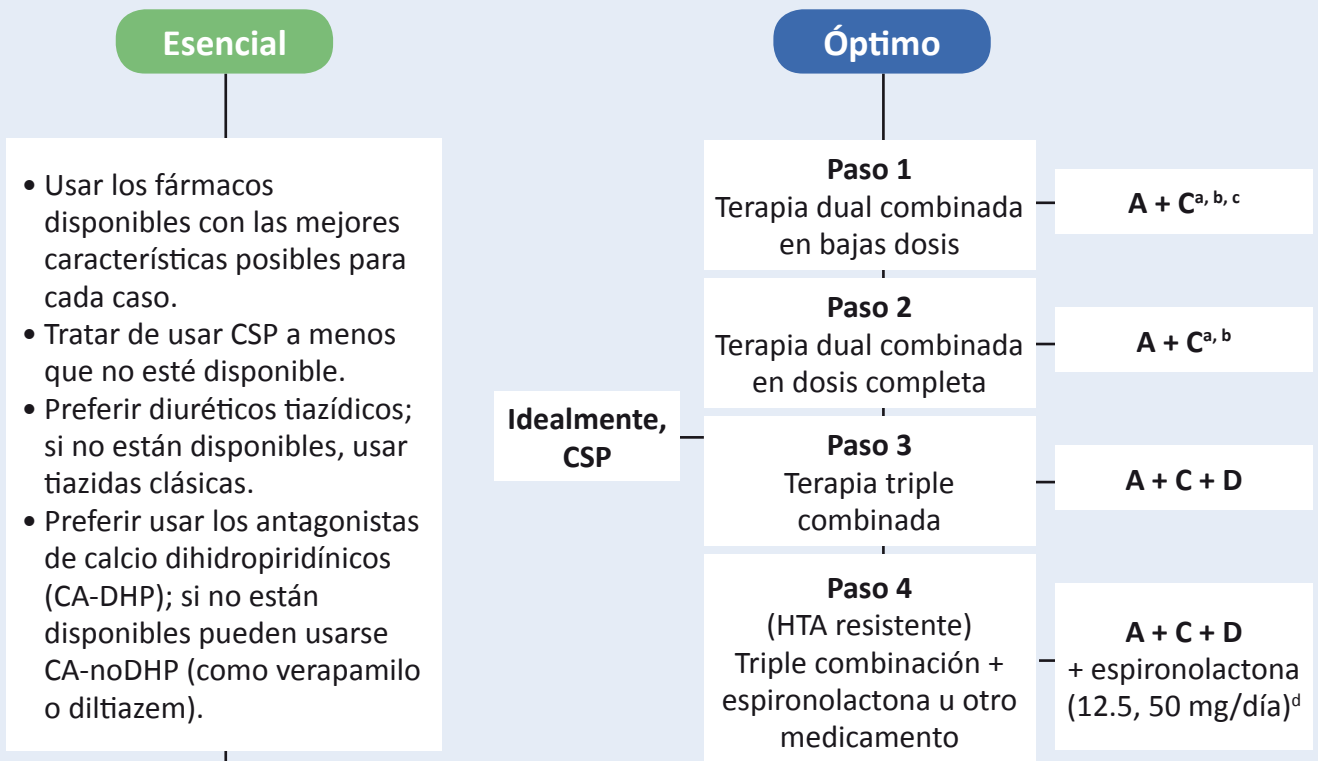 Esencial
• Usar los fármacos
disponibles con las mejores
características posibles para
cada caso.
• Tratar de usar CSP a menos
que no esté disponible.
• Preferir diuréticos tiazídicos;
si no están disponibles, usar
tiazidas clásicas.
• Preferir usar los antagonistas
de calcio dihidropiridínicos
(CA-DHP); si no están
disponibles pueden usarse
CA-noDHP (como verapamilo
o diltiazem).
Óptimo
Idealmente,
CSP
Paso 1
Terapia dual combinada
en bajas dosis
A + Ca, b, c
Paso 2
Terapia dual combinada
en dosis completa
A + Ca, b
Paso 3
Terapia triple
combinada
A + C + D
Paso 4
(HTA resistente)
Triple combinación +
espironolactona u otro
medicamento
A + C + D
+ espironolactona
(12.5, 50 mg/día)d